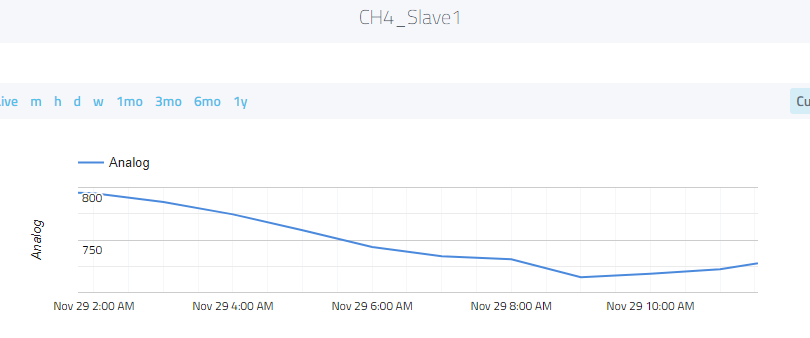 CH4_Slave1
ive m h d w 1mo 3mo 6mo 1y Cu
Analog
800
Analog
750
Nov 29 2:00 AM Nov 29 4:00 AM Nov 29 6:00 AM Nov 29 8:00 AM Nov 29 10:00 AM